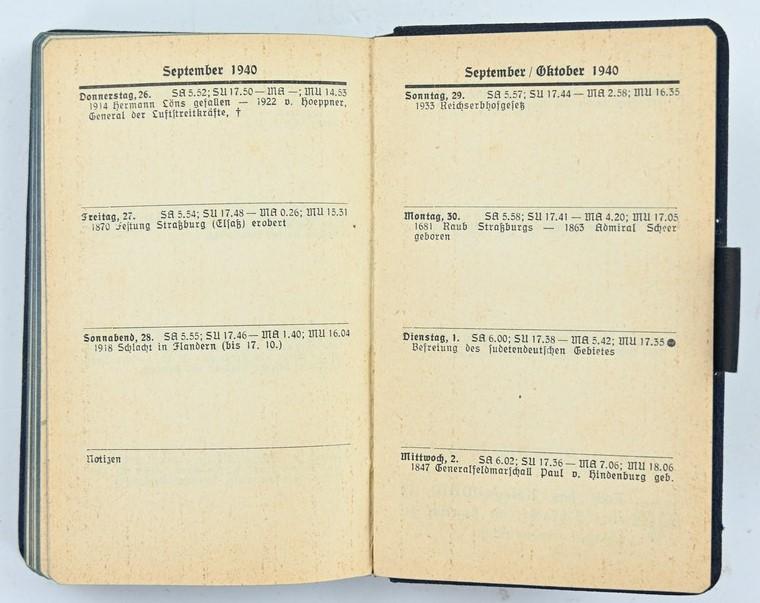 September 1940
Donnerstag, 26. SA 5.52; SU 17.50 — MA —; MU 14.53
1914 Hermann Löns gefallen — 1922 v. Hoeppner,
General der Luftstreitkräfte, †
Freitag, 27. SA 5.54; SU 17.48 — MA 0.26; MU 15.31
1870 Festung Straßburg (Elsaß) erobert
Sonnabend, 28. SA 5.55; SU 17.46 — MA 1.40; MU 16.04
1918 Schlacht in Flandern (bis 17. 10.)
Notizen
September / Oktober 1940
Sonntag, 29. SA 5.57; SU 17.44 — MA 2.58; MU 16.35
1933 Reichserbhofgesetz
Montag, 30. SA 5.58; SU 17.41 — MA 4.20; MU 17.05
1681 Raub Straßburgs — 1863 Admiral Scheer
geboren
Dienstag, 1. SA 6.00; SU 17.38 — MA 5.42; MU 17.35
Befreiung des sudetendeutschen Gebietes
Mittwoch, 2. SA 6.02; SU 17.36 — MA 7.06; MU 18.06
1847 Generalfeldmarschall Paul v. Hindenburg geb.